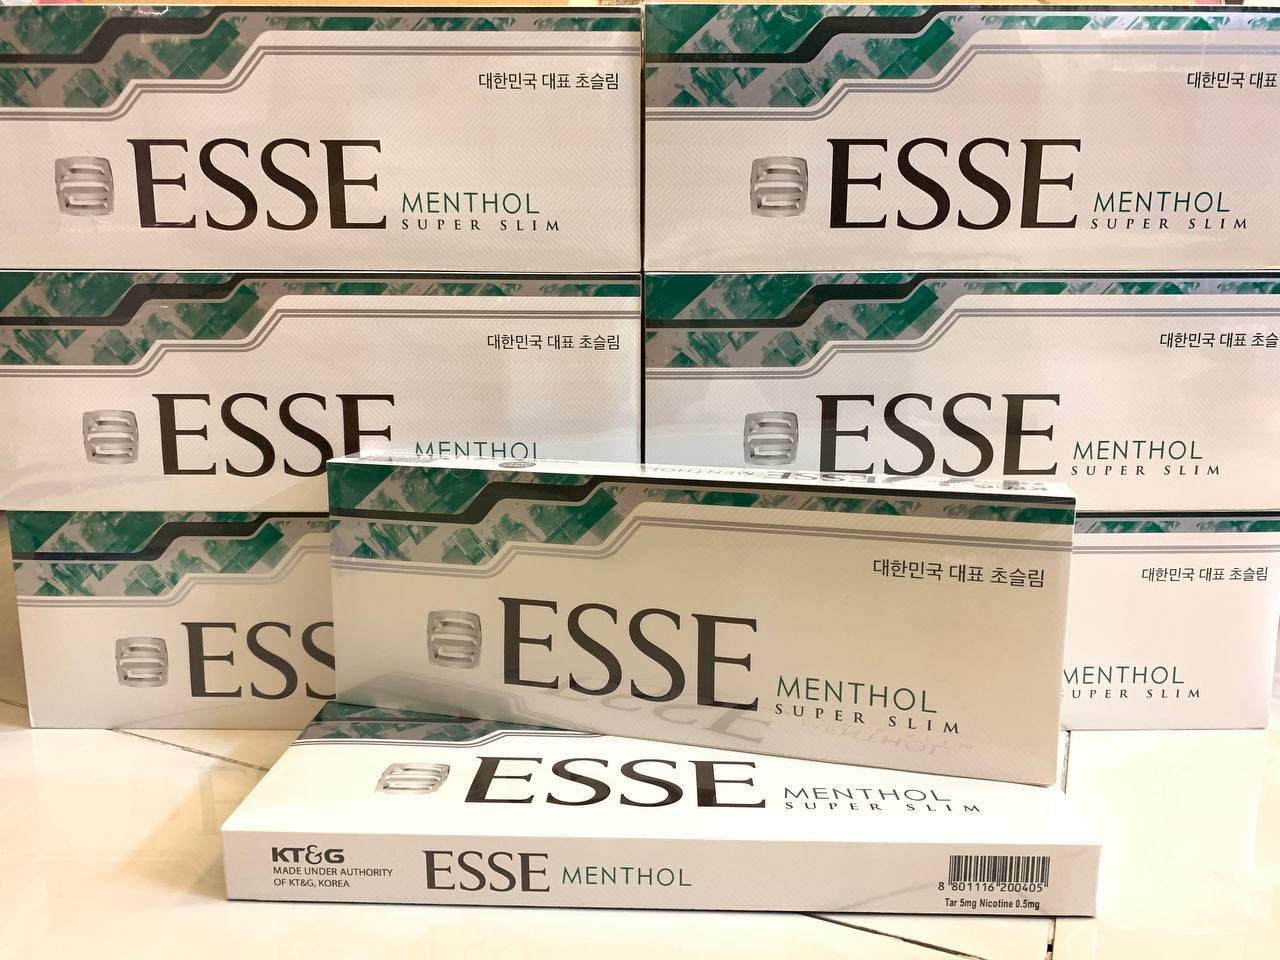 대한민국 대표 초슬림
ESSE MENTHOL
SUPER SLIM
대한민국 대표
ESSE MENTHOL
SUPER SLIM
대한민국 대표 초슬림
ESSE MENTHOL
대한민국 대표 초슬
ESSE MENTHOL
SUPER SLIM
ESSE MENTHOL
대한민국 대표 초슬림
ESSE MENTHOL
SUPER SLIM
ESS
대한민국 대표 초슬림
MENTHOL
SUPER SLIM
ESSE MENTHOL
SUPER SLIM
KT&G
MADE UNDER AUTHORITY
OF KT&G, KOREA
ESSE MENTHOL
8 801116 200405
Tar 5mg Nicotine 0.5mg